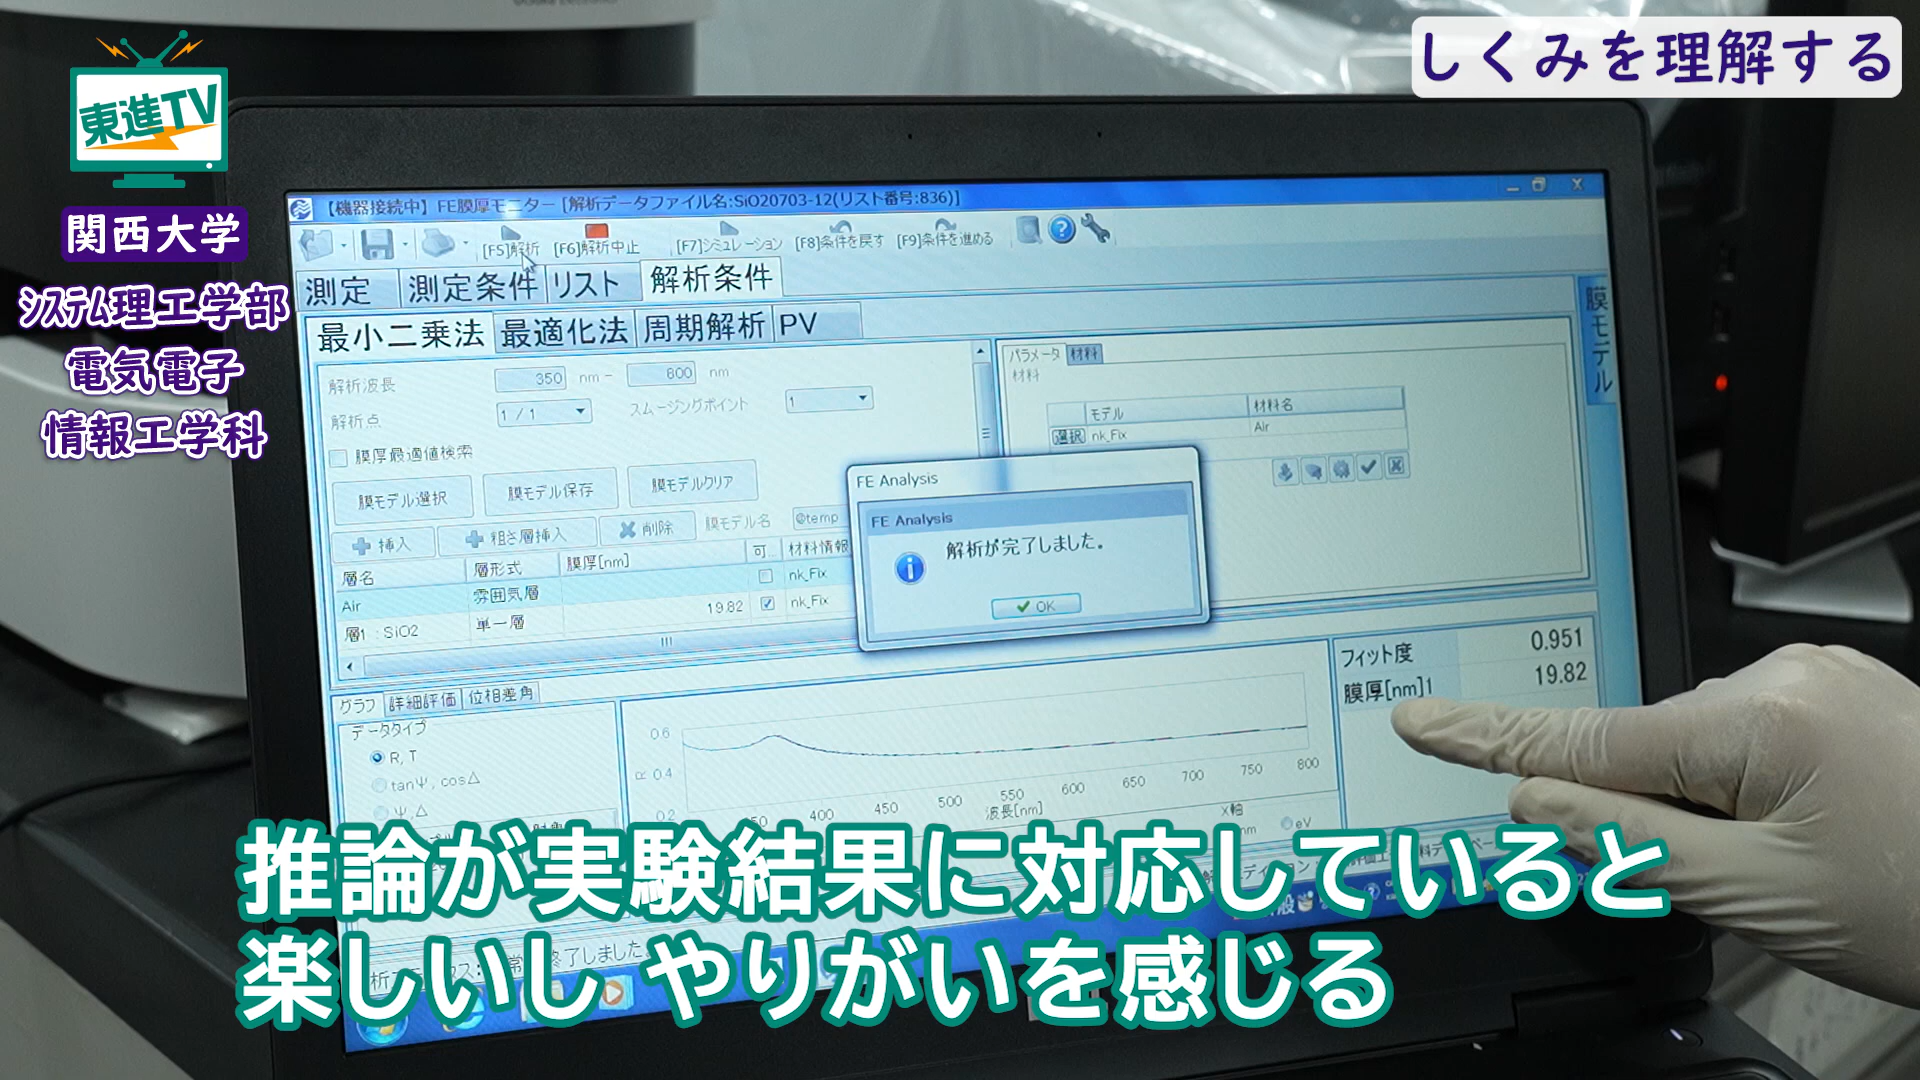 しくみを理解する
東進TV
関西大学
ｼｽﾃﾑ理工学部
電気電子
情報工学科
【機器接続中】FE膜厚モニター [解析データファイル名:SiO20703-12(リスト番号:836)]
[F5]解析 [F6]解析中止 [F7]シミュレーション [F8]条件を戻す [F9]条件を進める
測定 測定条件 リスト 解析条件
最小二乗法 最適化法 周期解析 PV
膜モデル
解析波長 350 nm - 800 nm
解析点 1 / 1 スムージングポイント 1
膜厚最適値検索
膜モデル選択 膜モデル保存 膜モデルクリア
挿入 粗さ層挿入 削除 膜モデル名 @temp
層名 層形式 膜厚[nm] 可... 材料情報
Air 雰囲気層 nk_Fix
層1 : SiO2 単一層 19.82 nk_Fix
パラメータ 材料
材料
モデル 材料名
選択 nk_Fix Air
FE Analysis
FE Analysis
解析が完了しました。
OK
グラフ 詳細評価 位相差角
データタイプ
R, T
tanΨ, cosΔ
Ψ, Δ
0.6
R 0.4
0.2
400 450 500 550 600 650 700 750 800
波長[nm]
X軸
nm eV
フィット度 0.951
膜厚[nm]1 19.82
推論が実験結果に対応していると
楽しいし やりがいを感じる